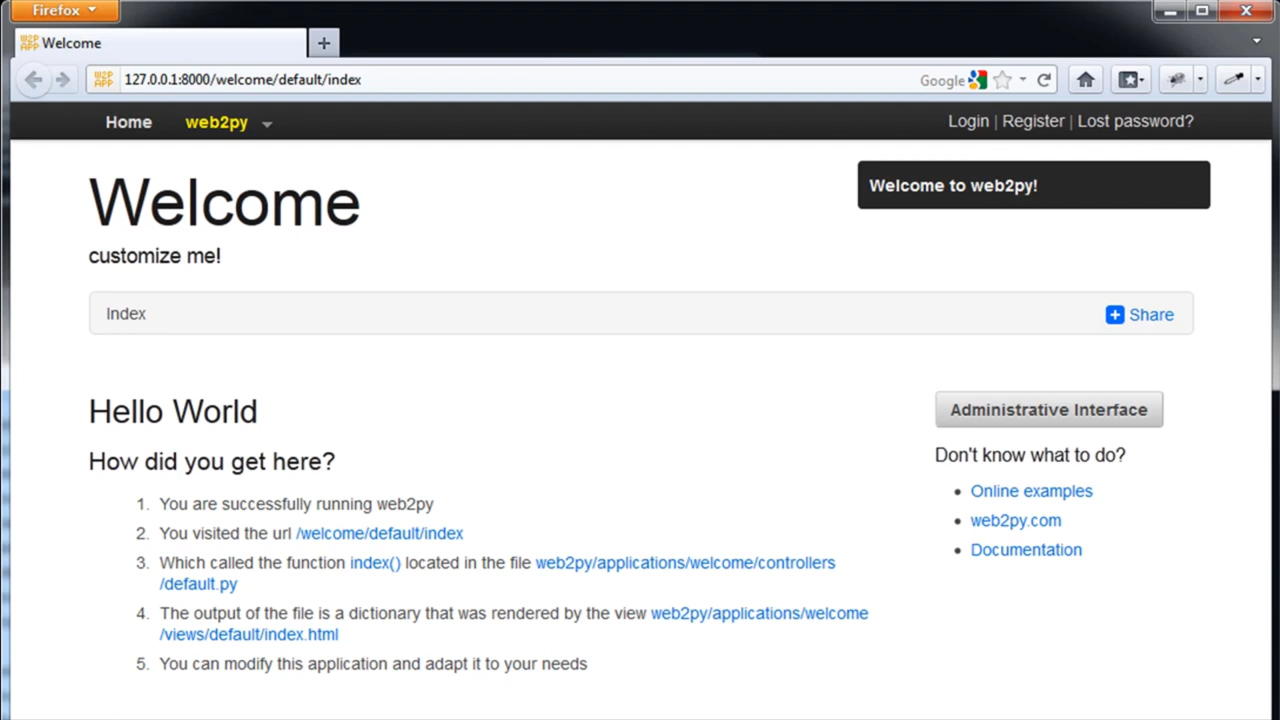 Firefox
W2P APP Welcome
W2P APP 127.0.0.1:8000/welcome/default/index Google
Home web2py Login | Register | Lost password?
Welcome
Welcome to web2py!
customize me!
Index Share
Hello World
Administrative Interface
How did you get here?
Don't know what to do?
1. You are successfully running web2py
2. You visited the url /welcome/default/index
3. Which called the function index() located in the file web2py/applications/welcome/controllers
/default.py
4. The output of the file is a dictionary that was rendered by the view web2py/applications/welcome
/views/default/index.html
5. You can modify this application and adapt it to your needs
• Online examples
• web2py.com
• Documentation